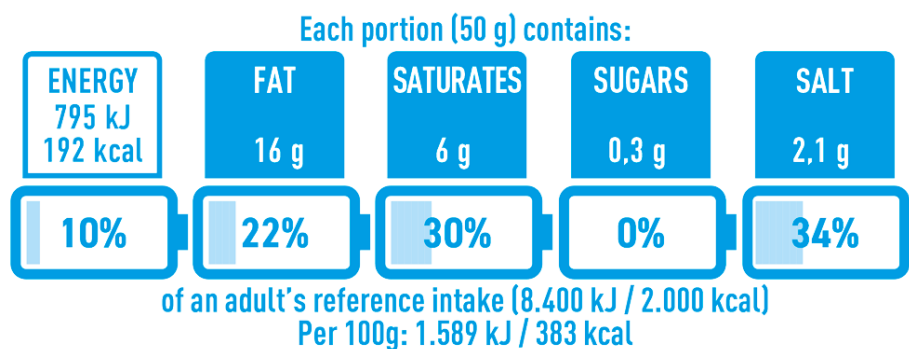 Each portion (50 g) contains:
ENERGY
795 kJ
192 kcal
FAT
16 g
SATURATES
6 g
SUGARS
0,3 g
SALT
2,1 g
10%
22%
30%
0%
34%
of an adult's reference intake (8.400 kJ / 2.000 kcal)
Per 100g: 1.589 kJ / 383 kcal